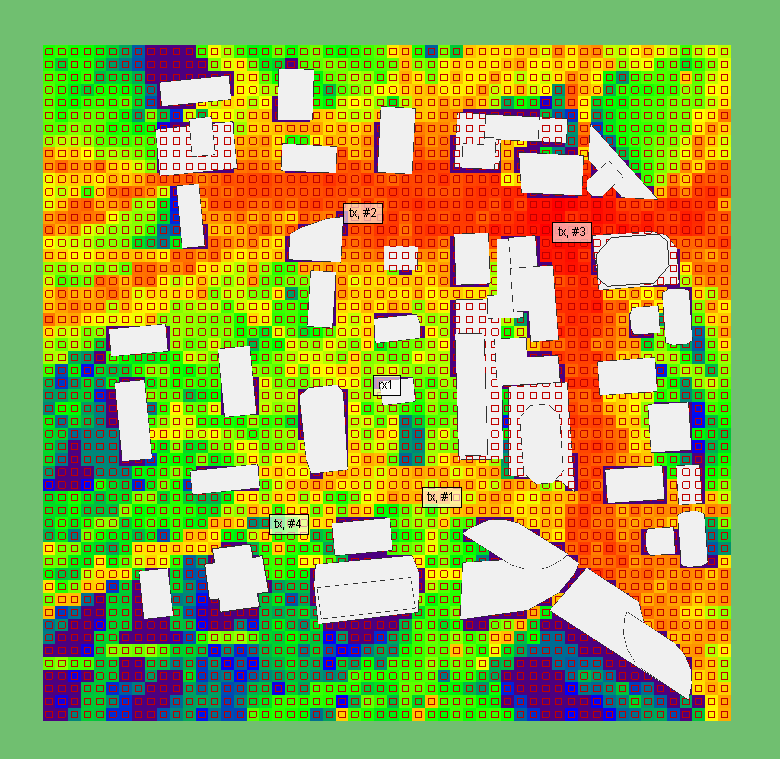 tx, #2
tx, #3
rx1
tx, #1
tx, #4